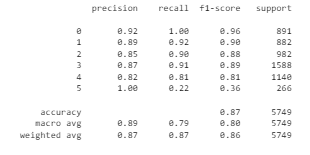 precision recall f1-score support
0 0.92 1.00 0.96 891
1 0.89 0.92 0.90 882
2 0.85 0.90 0.88 982
3 0.87 0.91 0.89 1588
4 0.82 0.81 0.81 1140
5 1.00 0.22 0.36 266
accuracy 0.87 5749
macro avg 0.89 0.79 0.80 5749
weighted avg 0.87 0.87 0.86 5749